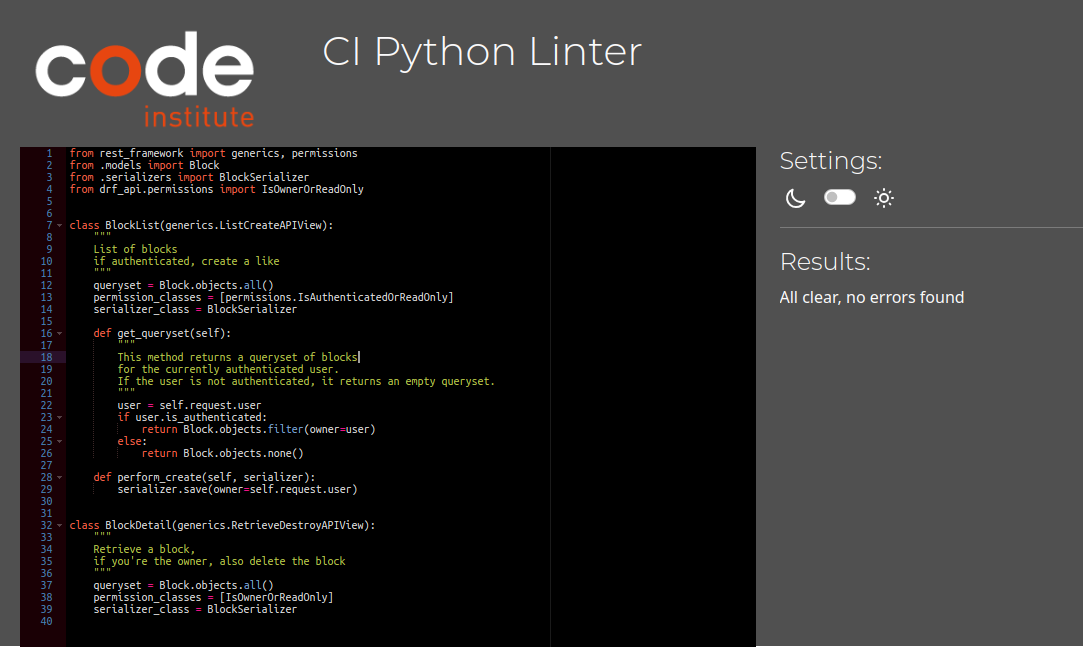 code
institute
CI Python Linter
1 from rest_framework import generics, permissions
2 from .models import Block
3 from .serializers import BlockSerializer
4 from drf_api.permissions import IsOwnerOrReadOnly
5
6
7 class BlockList(generics.ListCreateAPIView):
8     """
9     List of blocks
10     if authenticated, create a like
11     """
12     queryset = Block.objects.all()
13     permission_classes = [permissions.IsAuthenticatedOrReadOnly]
14     serializer_class = BlockSerializer
15
16     def get_queryset(self):
17         """
18         This method returns a queryset of blocks
19         for the currently authenticated user.
20         If the user is not authenticated, it returns an empty queryset.
21         """
22         user = self.request.user
23         if user.is_authenticated:
24             return Block.objects.filter(owner=user)
25         else:
26             return Block.objects.none()
27
28     def perform_create(self, serializer):
29         serializer.save(owner=self.request.user)
30
31
32 class BlockDetail(generics.RetrieveDestroyAPIView):
33     """
34     Retrieve a block,
35     if you're the owner, also delete the block
36     """
37     queryset = Block.objects.all()
38     permission_classes = [IsOwnerOrReadOnly]
39     serializer_class = BlockSerializer
40
Settings:
Results:
All clear, no errors found